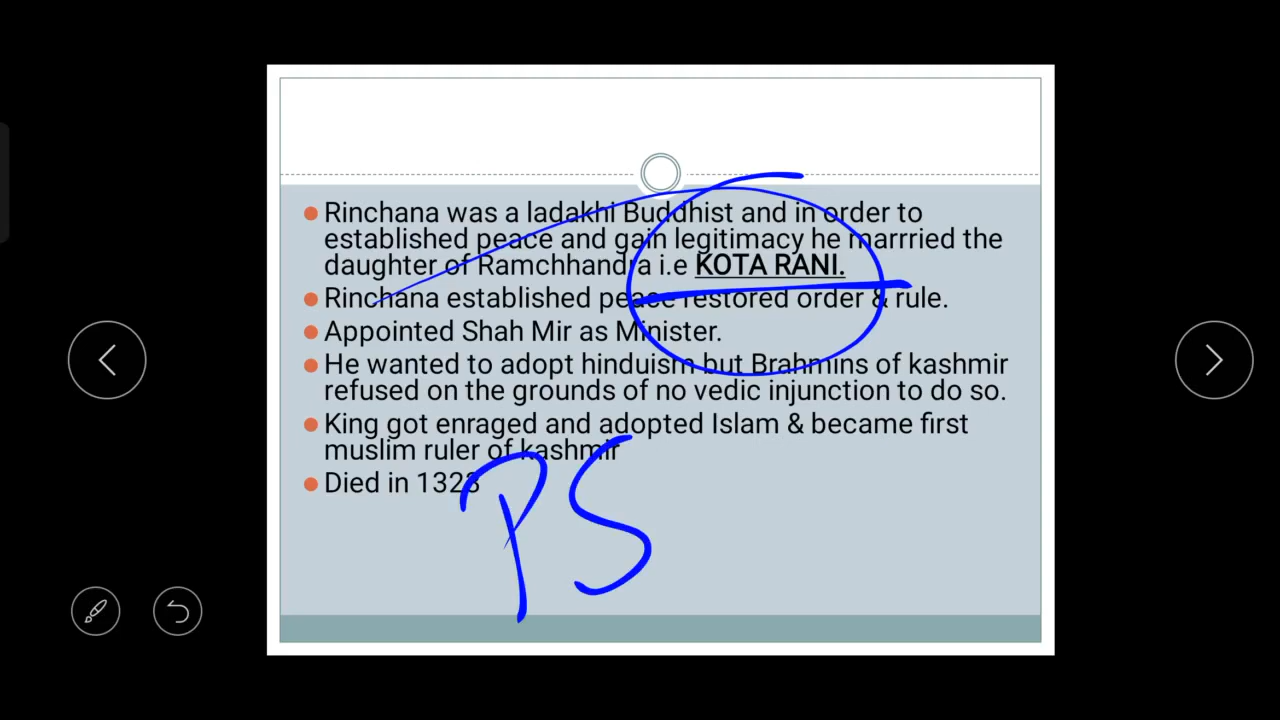 Rinchana was a ladakhi Buddhist and in order to
established peace and gain legitimacy he marrried the
daughter of Ramchhandra i.e KOTA RANI.
Rinchana established peace restored order & rule.
Appointed Shah Mir as Minister.
He wanted to adopt hinduism but Brahmins of kashmir
refused on the grounds of no vedic injunction to do so.
King got enraged and adopted Islam & became first
muslim ruler of kashmir
Died in 1323
PS